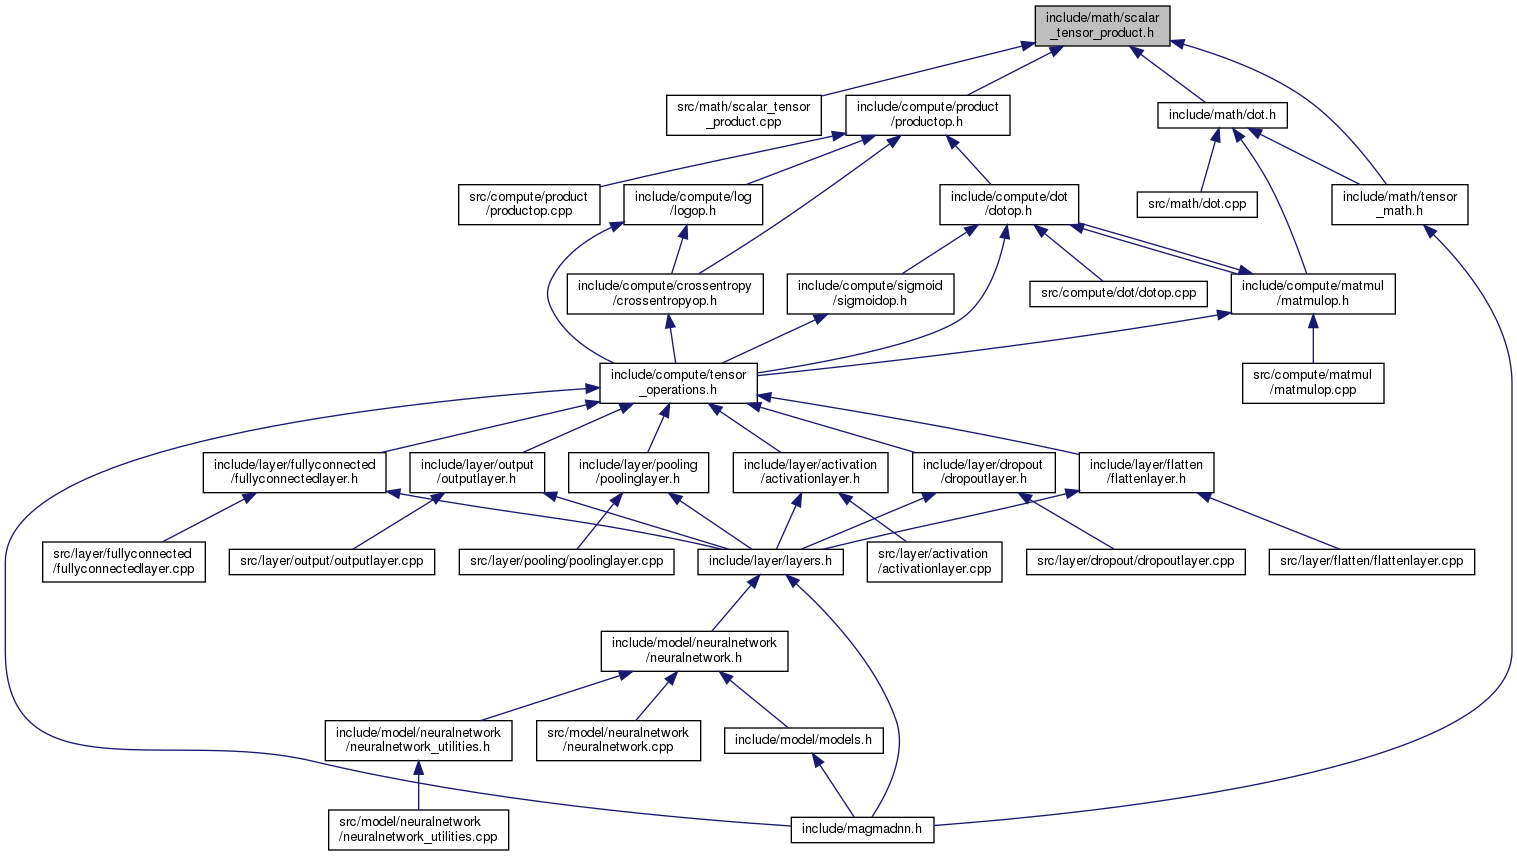 include/math/scalar
_tensor_product.h
src/math/scalar_tensor
_product.cpp
include/compute/product
/productop.h
include/math/dot.h
src/compute/product
/productop.cpp
include/compute/log
/logop.h
include/compute/dot
/dotop.h
src/math/dot.cpp
include/math/tensor
_math.h
include/compute/crossentropy
/crossentropyop.h
include/compute/sigmoid
/sigmoidop.h
src/compute/dot/dotop.cpp
include/compute/matmul
/matmulop.h
include/compute/tensor
_operations.h
src/compute/matmul
/matmulop.cpp
include/layer/fullyconnected
/fullyconnectedlayer.h
include/layer/output
/outputlayer.h
include/layer/pooling
/poolinglayer.h
include/layer/activation
/activationlayer.h
include/layer/dropout
/dropoutlayer.h
include/layer/flatten
/flattenlayer.h
src/layer/fullyconnected
/fullyconnectedlayer.cpp
src/layer/output/outputlayer.cpp
src/layer/pooling/poolinglayer.cpp
include/layer/layers.h
src/layer/activation
/activationlayer.cpp
src/layer/dropout/dropoutlayer.cpp
src/layer/flatten/flattenlayer.cpp
include/model/neuralnetwork
/neuralnetwork.h
include/model/neuralnetwork
/neuralnetwork_utilities.h
src/model/neuralnetwork
/neuralnetwork.cpp
include/model/models.h
src/model/neuralnetwork
/neuralnetwork_utilities.cpp
include/magmadnn.h